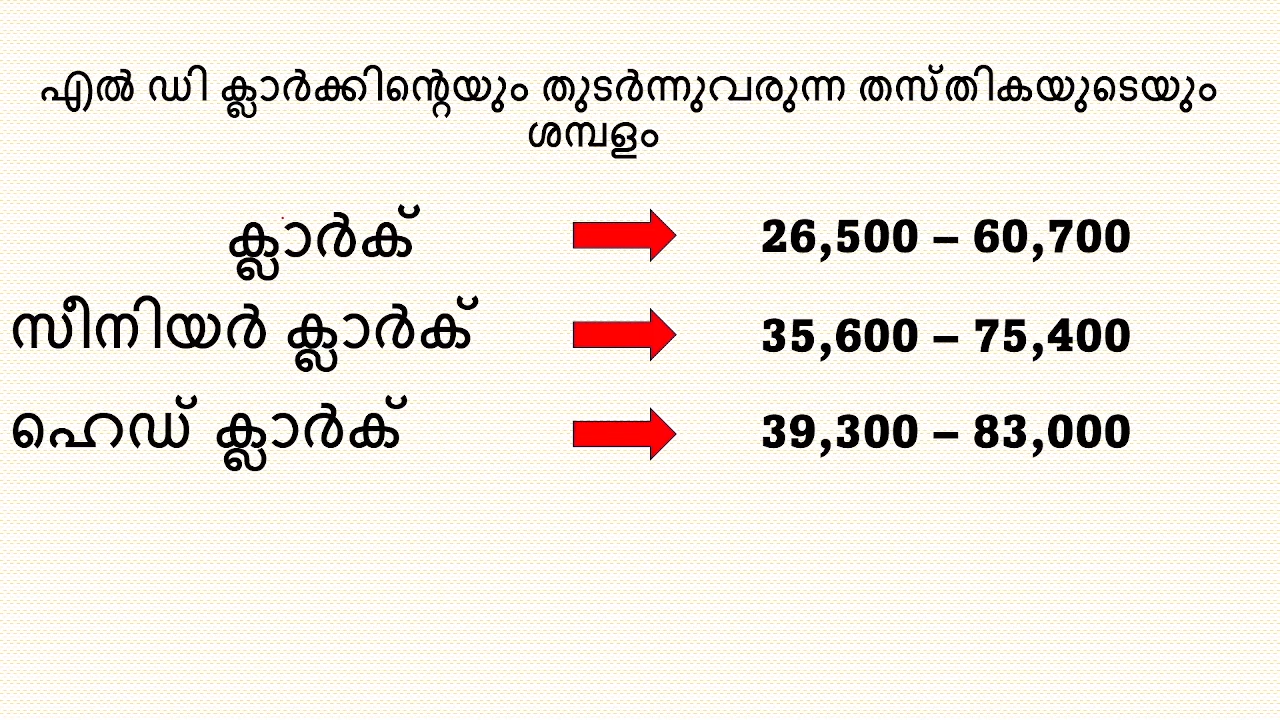 എൽ ഡി ക്ലാർക്കിന്റെയും തുടർന്നുവരുന്ന തസ്തികയുടെയും
ശമ്പളം
ക്ലാർക് 26,500 – 60,700
സീനിയർ ക്ലാർക് 35,600 – 75,400
ഹെഡ് ക്ലാർക് 39,300 – 83,000